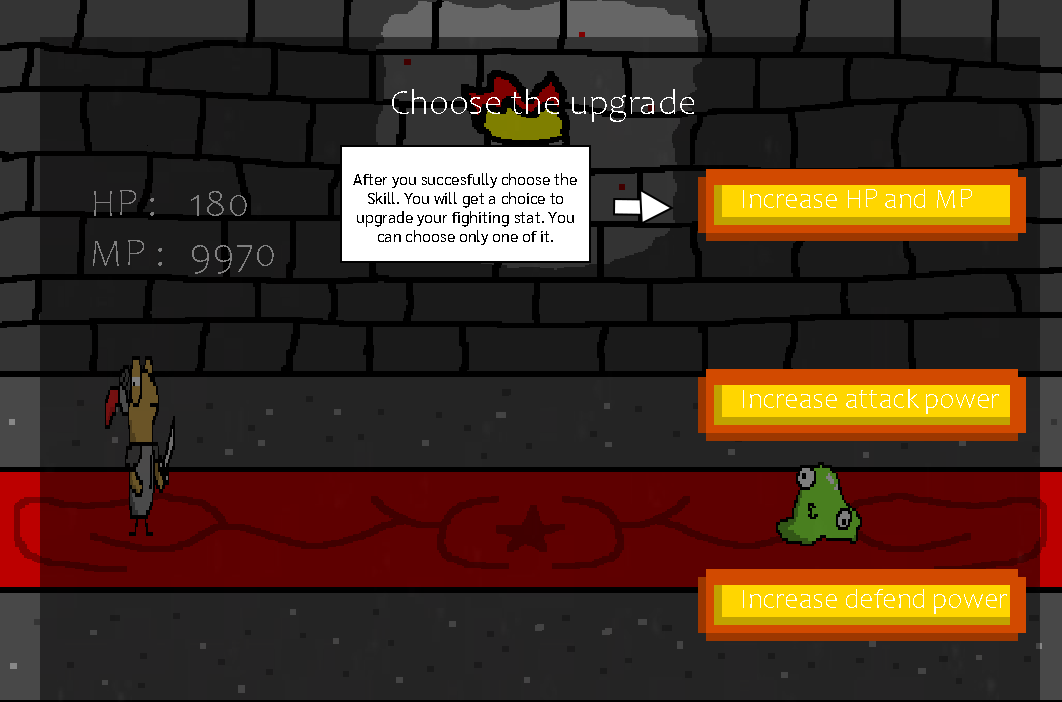 Choose the upgrade
After you succesfully choose the
Skill. You will get a choice to
upgrade your fighiting stat. You
can choose only one of it.
HP: 180
MP: 9970
Increase HP and MP
Increase attack power
Increase defend power